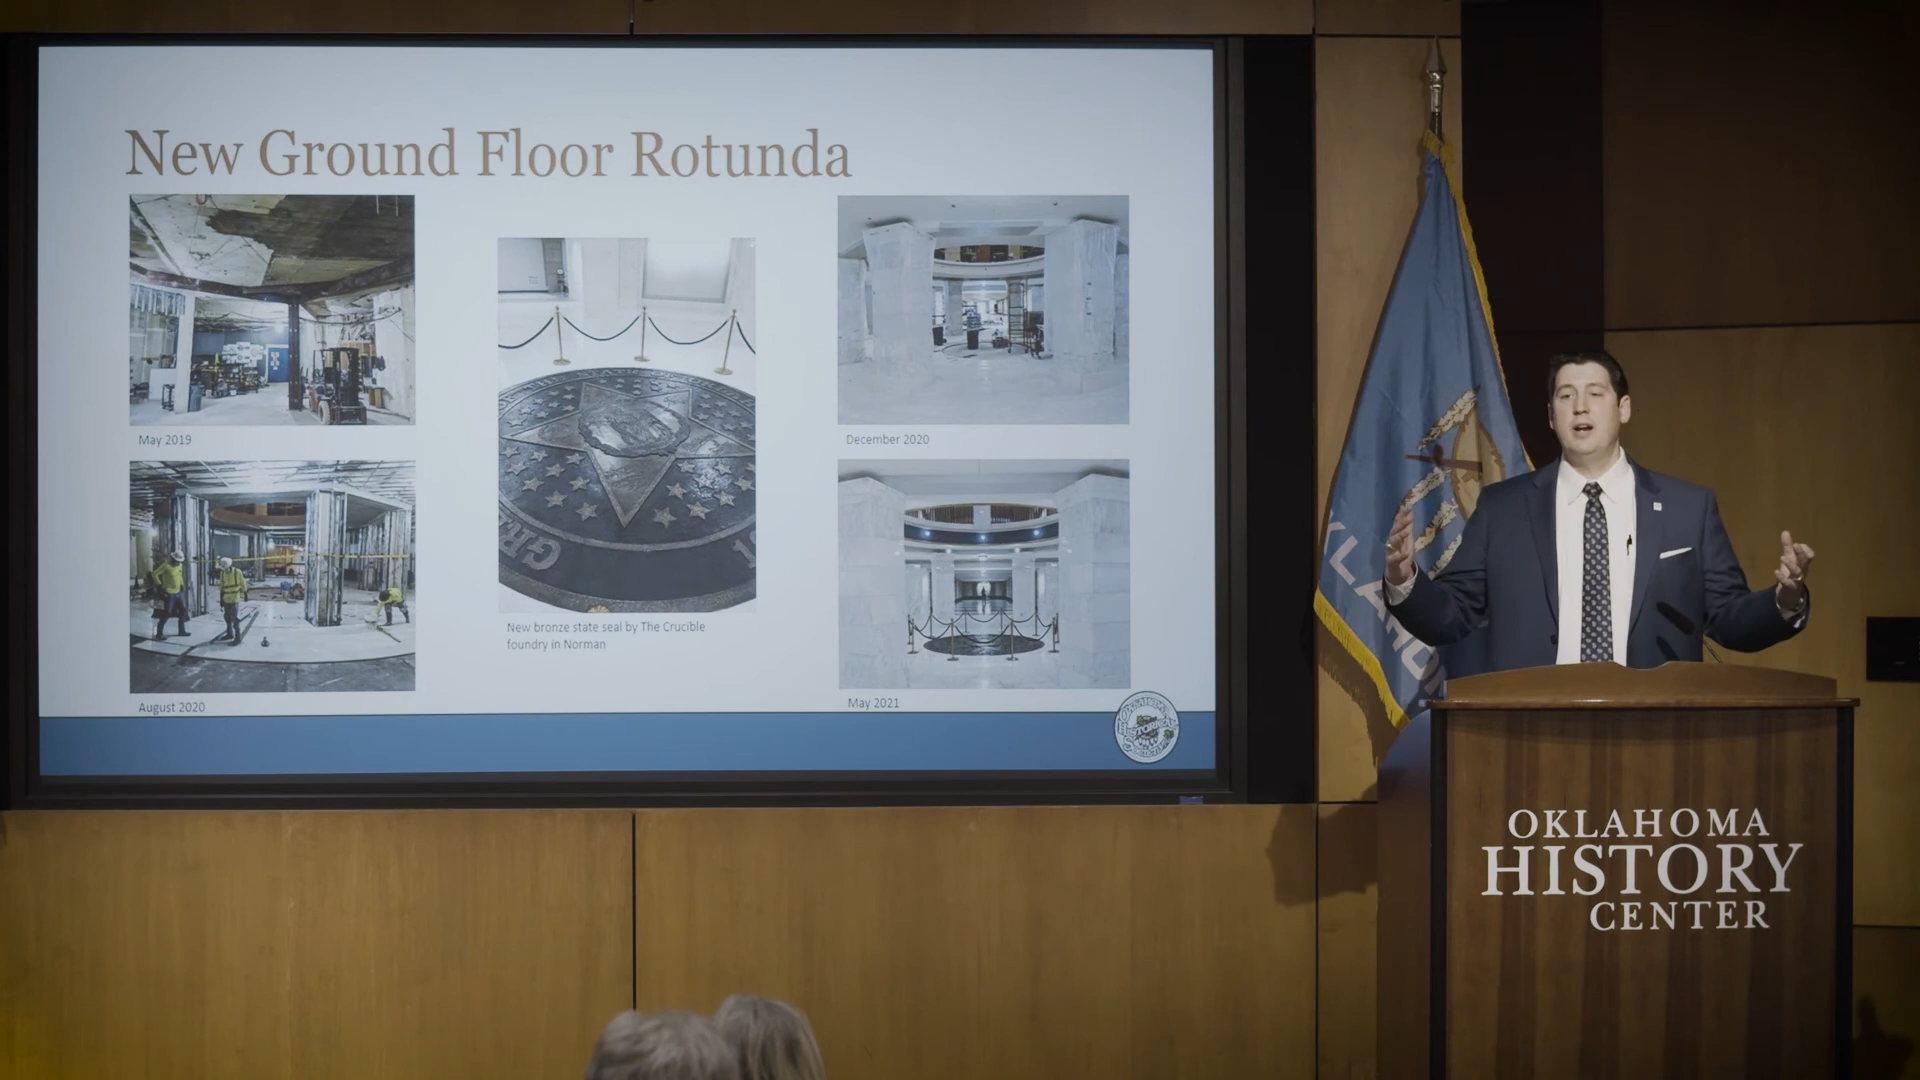 New Ground Floor Rotunda
May 2019
August 2020
New bronze state seal by The Crucible
foundry in Norman
December 2020
May 2021
OKLAHOMA
HISTORY
CENTER